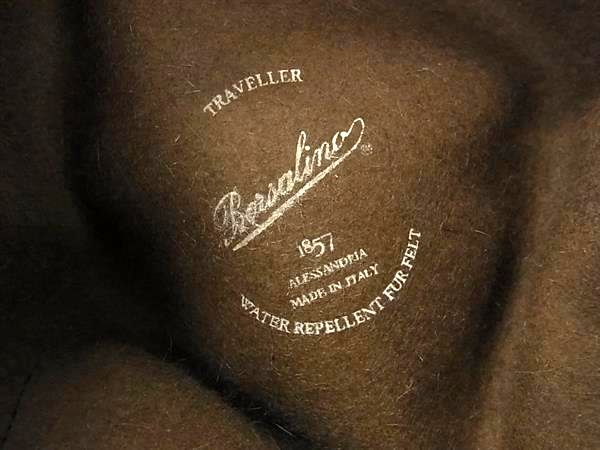 TRAVELLER
Borsalino ®
1857
ALESSANDRIA
MADE IN ITALY
WATER REPELLENT FUR FELT